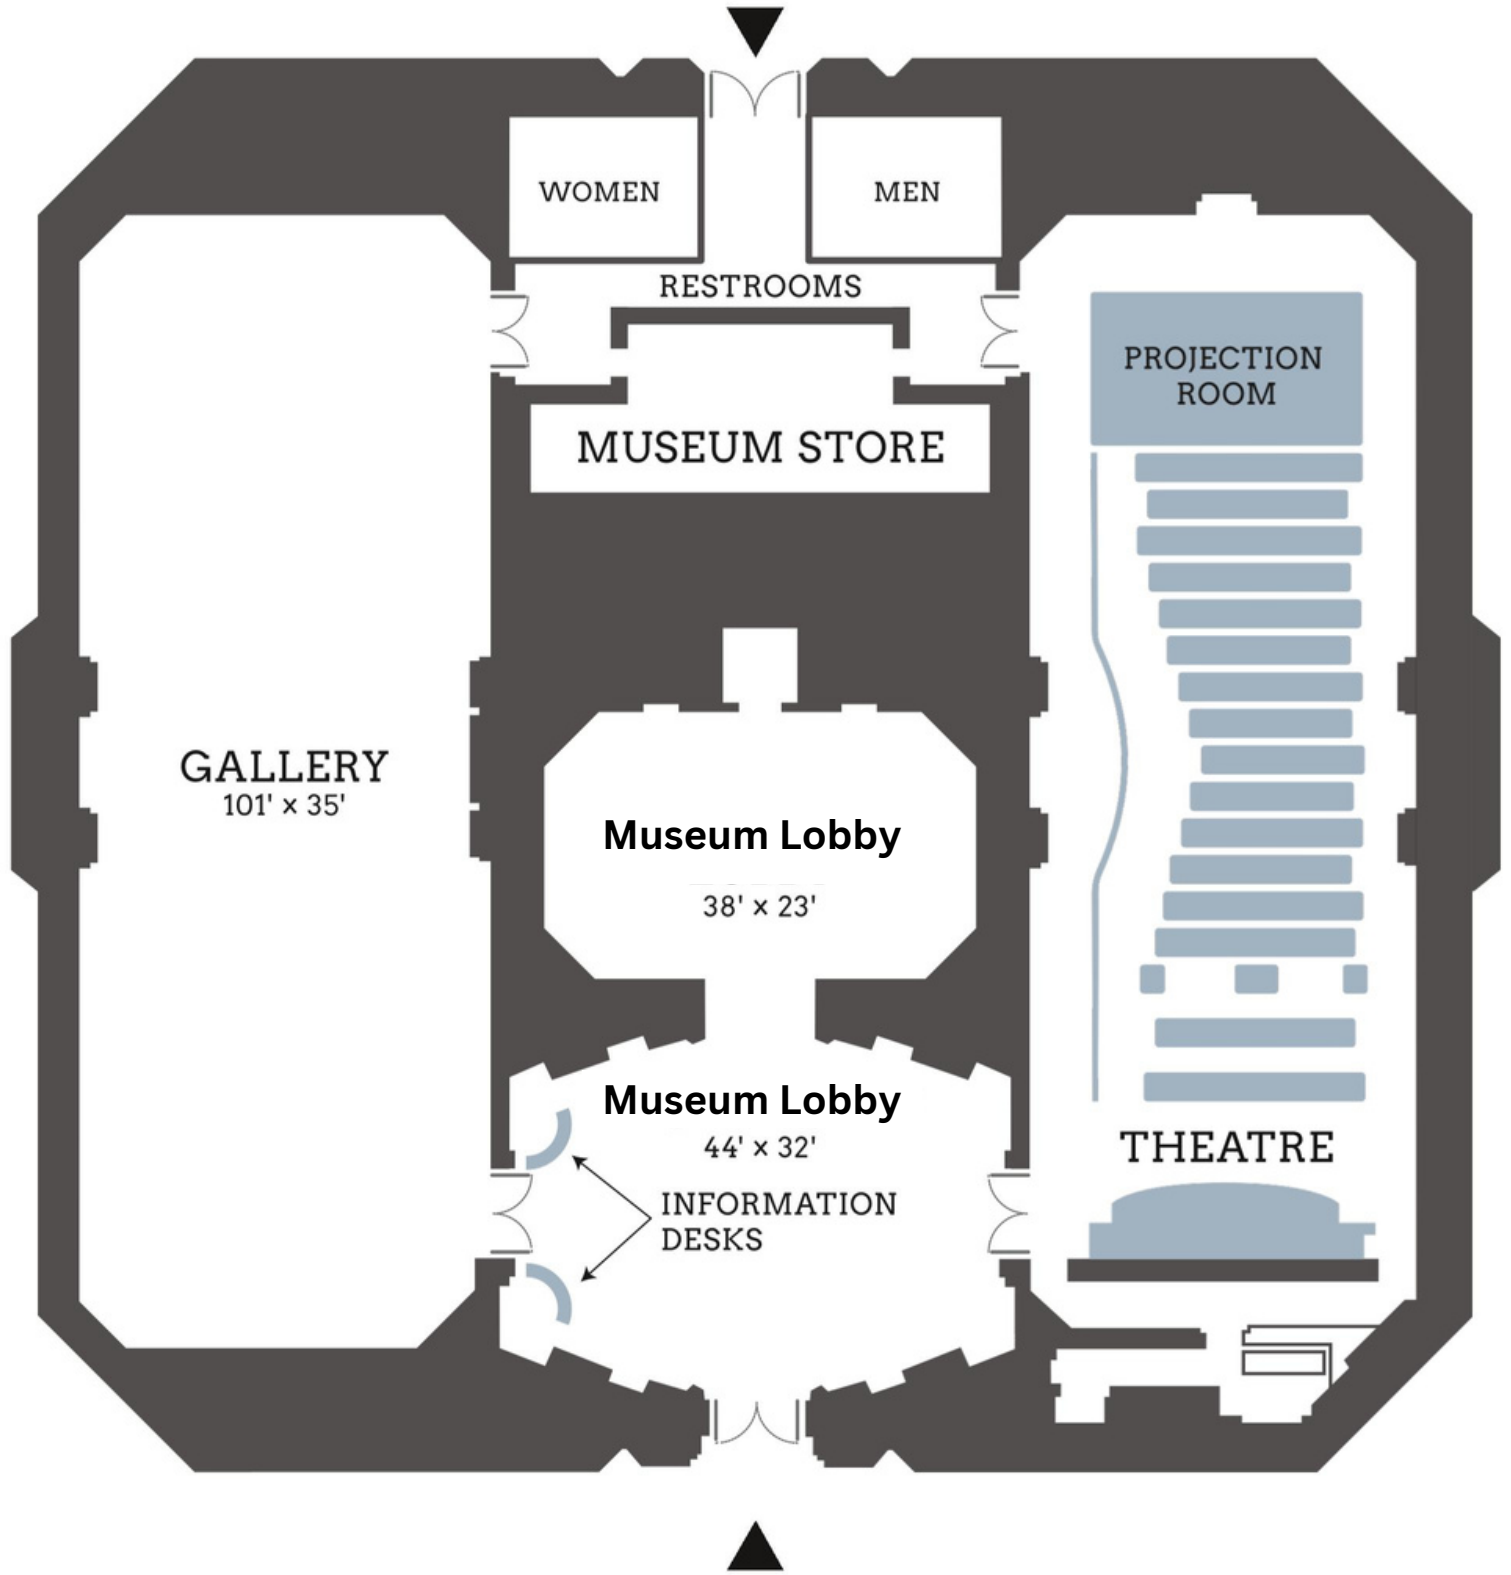 WOMEN
MEN
RESTROOMS
PROJECTION
ROOM
MUSEUM STORE
GALLERY
101' × 35'
Museum Lobby
38' × 23'
Museum Lobby
44' × 32'
INFORMATION
DESKS
THEATRE